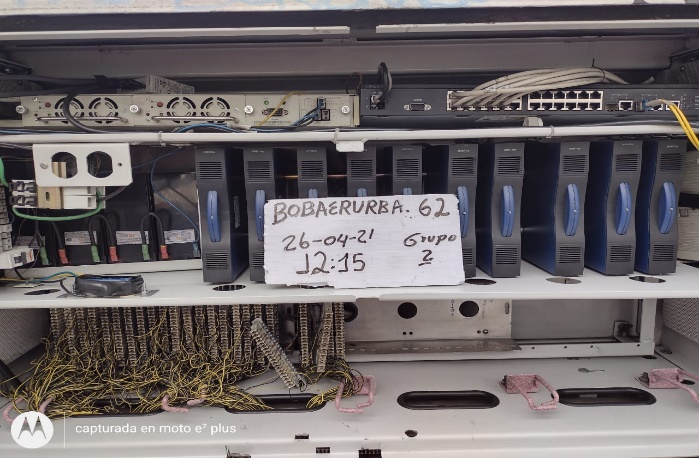 BOBAERURBA. 62
26-04-21 Grupo
12:15 2
capturada en moto e⁷ plus